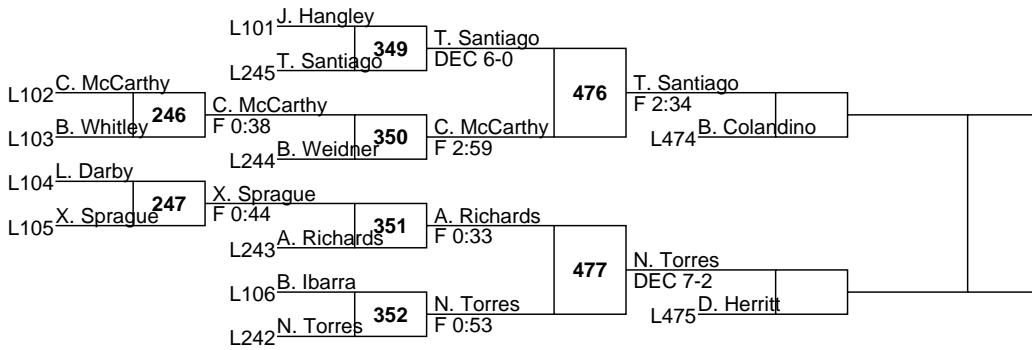 L101 J. Hangley
349
T. Santiago
DEC 6-0
L245 T. Santiago
476
T. Santiago
F 2:34
L102 C. McCarthy
246
C. McCarthy
F 0:38
L103 B. Whitley
350
C. McCarthy
F 2:59
L474 B. Colandino
L244 B. Weidner
L104 L. Darby
247
X. Sprague
F 0:44
L105 X. Sprague
351
A. Richards
F 0:33
L243 A. Richards
477
N. Torres
DEC 7-2
L106 B. Ibarra
352
N. Torres
F 0:53
L475 D. Herritt
L242 N. Torres